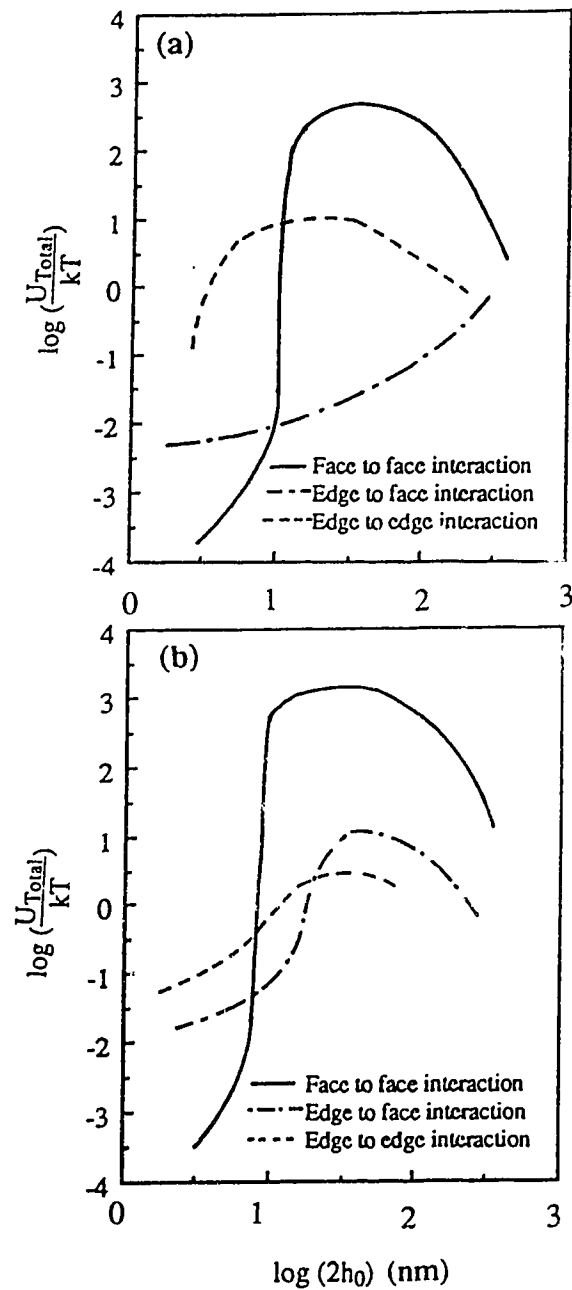 (a)
4
3
2
1
0
-1
-2
-3
-4
log (U_Total/kT)
Face to face interaction
Edge to face interaction
Edge to edge interaction
0 1 2 3
(b)
4
3
2
1
0
-1
-2
-3
-4
log (U_Total/kT)
Face to face interaction
Edge to face interaction
Edge to edge interaction
0 1 2 3
log (2h₀) (nm)